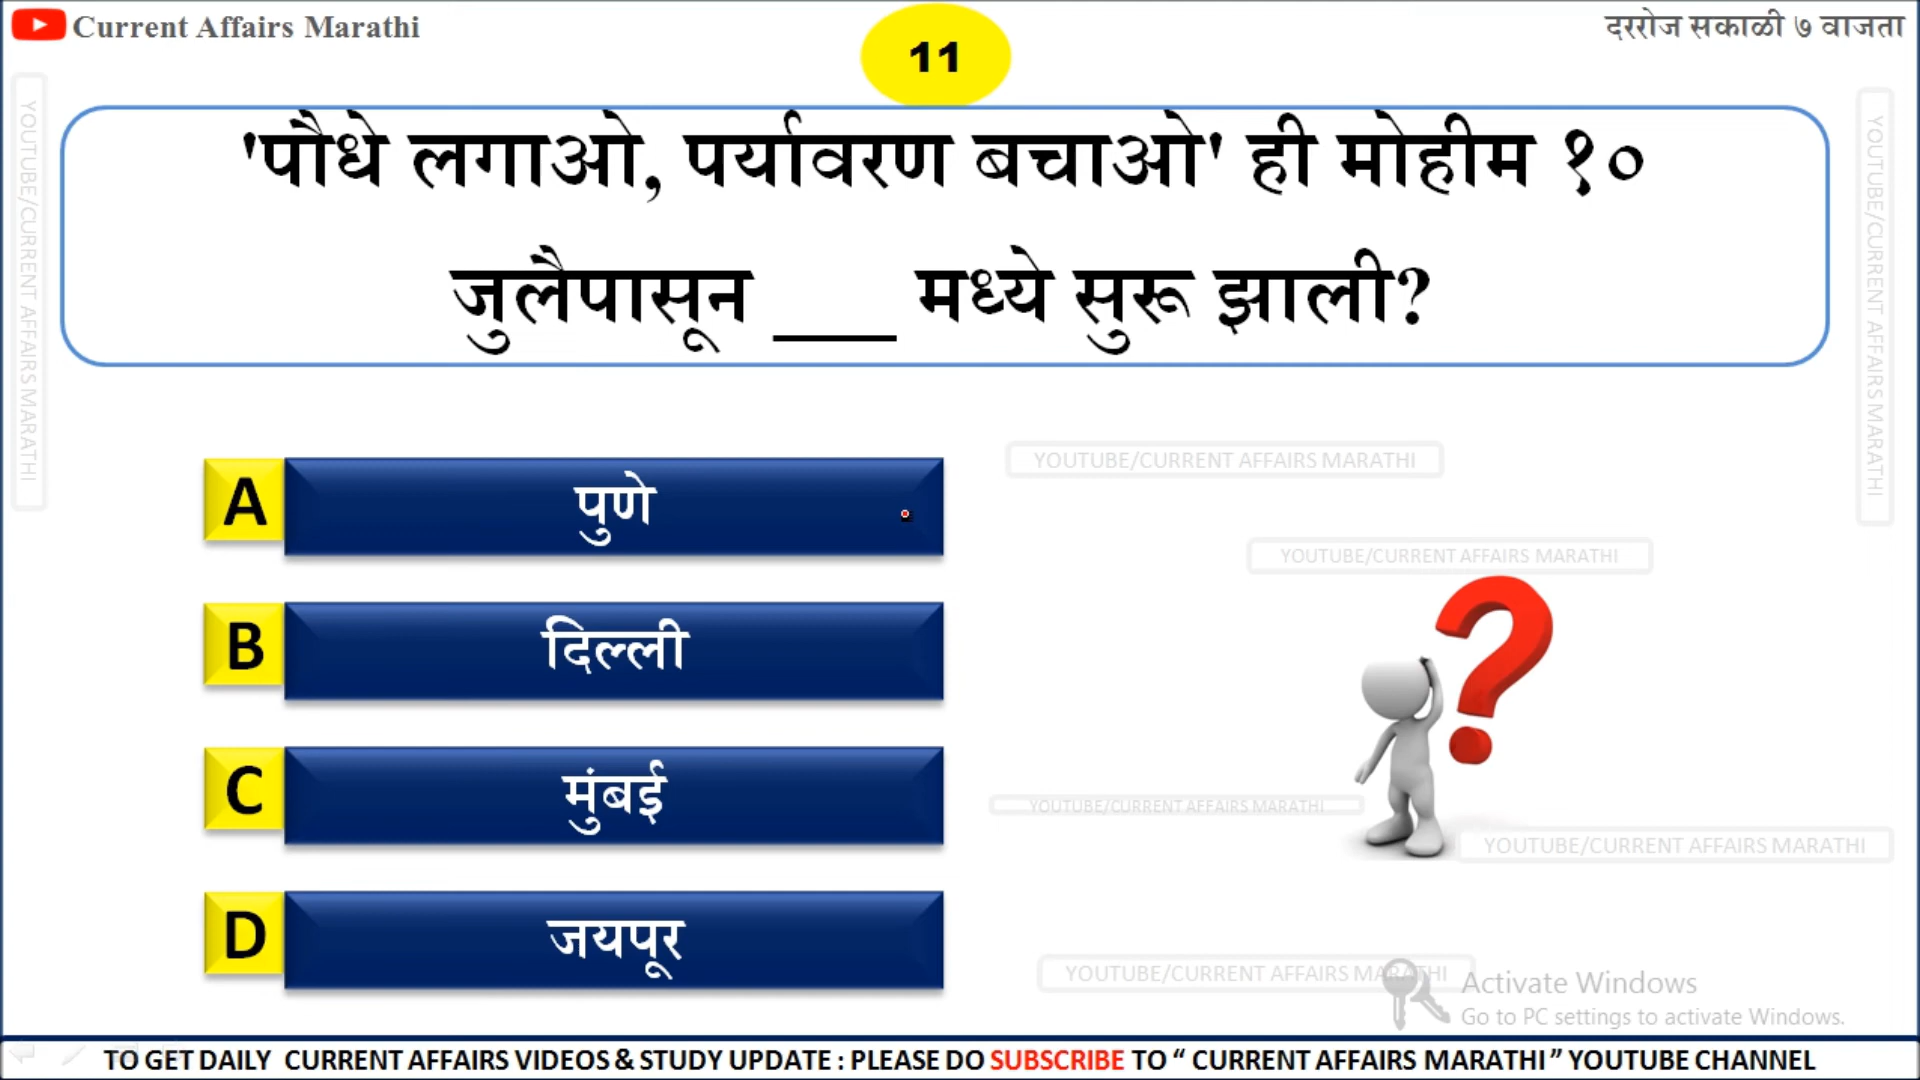 Current Affairs Marathi
दररोज सकाळी ७ वाजता
11
'पौधे लगाओ, पर्यावरण बचाओ' ही मोहीम १०
जुलैपासून ___ मध्ये सुरू झाली?
A पुणे
B दिल्ली
C मुंबई
D जयपूर
YOUTUBE/CURRENT AFFAIRS MARATHI
YOUTUBE/CURRENT AFFAIRS MARATHI
YOUTUBE/CURRENT AFFAIRS MARATHI
YOUTUBE/CURRENT AFFAIRS MARATHI
YOUTUBE/CURRENT AFFAIRS MARATHI
YOUTUBE/CURRENT AFFAIRS MARATHI
YOUTUBE/CURRENT AFFAIRS MARATHI
Activate Windows
Go to PC settings to activate Windows.
TO GET DAILY CURRENT AFFAIRS VIDEOS & STUDY UPDATE : PLEASE DO SUBSCRIBE TO “ CURRENT AFFAIRS MARATHI ” YOUTUBE CHANNEL